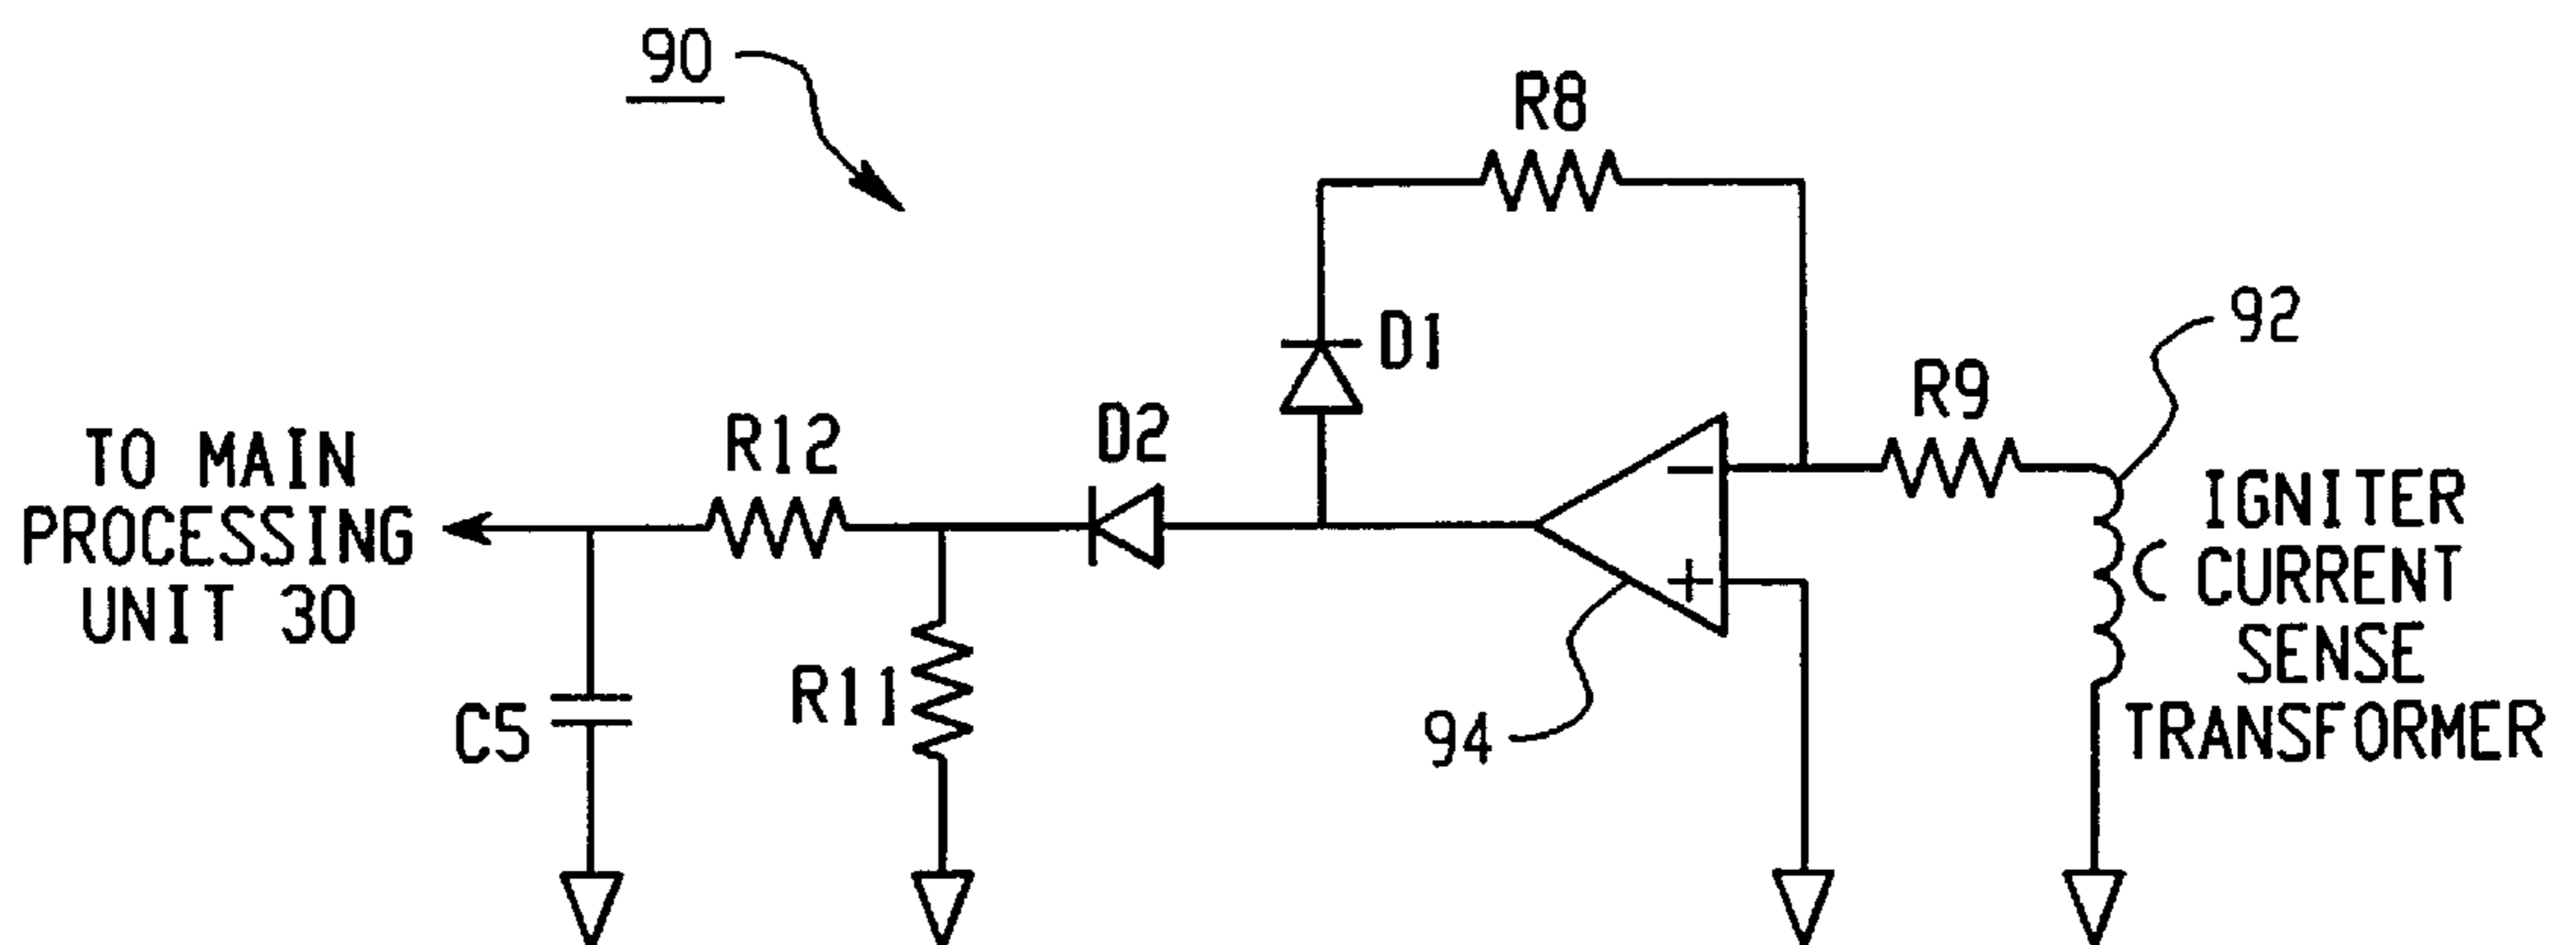 90
R8
D1
92
R9
D2
R12
TO MAIN
PROCESSING
UNIT 30
IGNITER
CURRENT
SENSE
TRANSFORMER
-
+
94
R11
C5